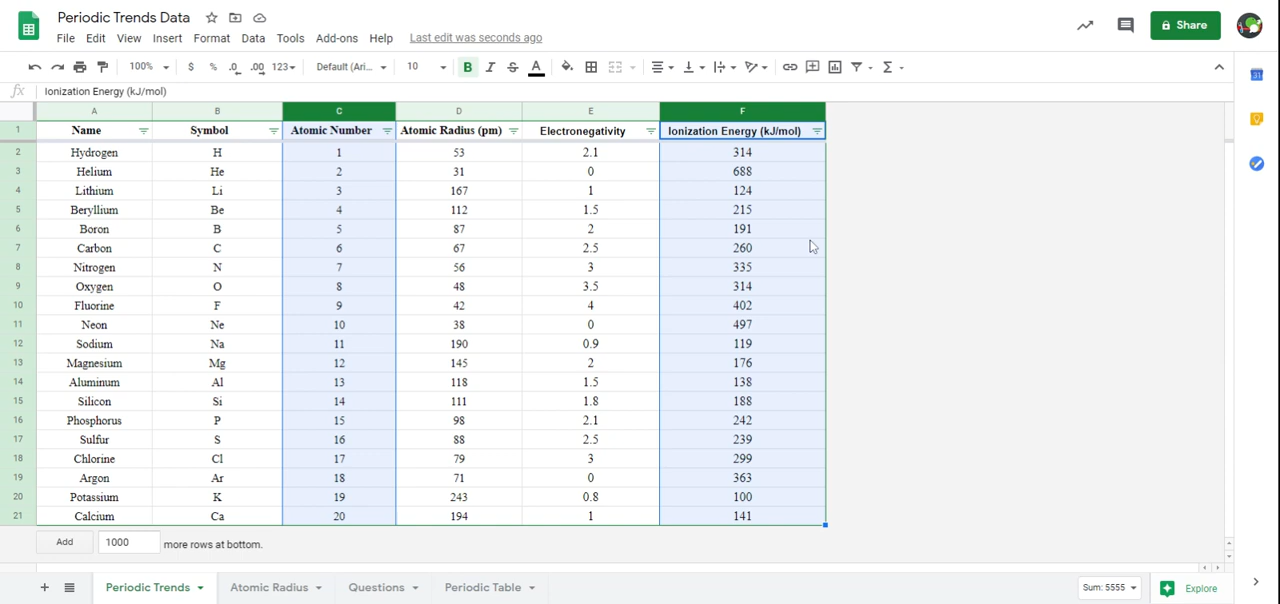 Periodic Trends Data
File Edit View Insert Format Data Tools Add-ons Help Last edit was seconds ago
Share
100% $ % .0 .00 123 Default (Ari... 10 B I S A
fx Ionization Energy (kJ/mol)
A B C D E F
1 Name Symbol Atomic Number Atomic Radius (pm) Electronegativity Ionization Energy (kJ/mol)
2 Hydrogen H 1 53 2.1 314
3 Helium He 2 31 0 688
4 Lithium Li 3 167 1 124
5 Beryllium Be 4 112 1.5 215
6 Boron B 5 87 2 191
7 Carbon C 6 67 2.5 260
8 Nitrogen N 7 56 3 335
9 Oxygen O 8 48 3.5 314
10 Fluorine F 9 42 4 402
11 Neon Ne 10 38 0 497
12 Sodium Na 11 190 0.9 119
13 Magnesium Mg 12 145 2 176
14 Aluminum Al 13 118 1.5 138
15 Silicon Si 14 111 1.8 188
16 Phosphorus P 15 98 2.1 242
17 Sulfur S 16 88 2.5 239
18 Chlorine Cl 17 79 3 299
19 Argon Ar 18 71 0 363
20 Potassium K 19 243 0.8 100
21 Calcium Ca 20 194 1 141
Add 1000 more rows at bottom.
Periodic Trends Atomic Radius Questions Periodic Table Sum: 5555 Explore